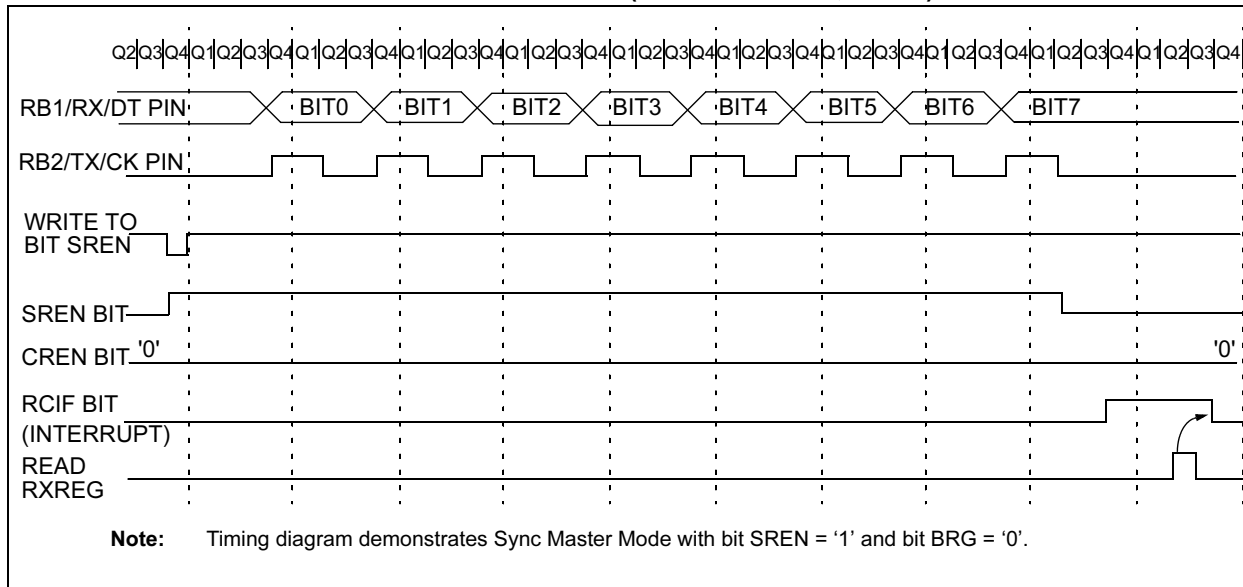 Q2 Q3 Q4 Q1 Q2 Q3 Q4 Q1 Q2 Q3 Q4 Q1 Q2 Q3 Q4 Q1 Q2 Q3 Q4 Q1 Q2 Q3 Q4 Q1 Q2 Q3 Q4 Q1 Q2 Q3 Q4 Q1 Q2 Q3 Q4 Q1 Q2 Q3 Q4 Q1 Q2 Q3 Q4
RB1/RX/DT PIN BIT0 BIT1 BIT2 BIT3 BIT4 BIT5 BIT6 BIT7
RB2/TX/CK PIN
WRITE TO
BIT SREN
SREN BIT
CREN BIT '0' '0'
RCIF BIT
(INTERRUPT)
READ
RXREG
Note: Timing diagram demonstrates Sync Master Mode with bit SREN = ‘1’ and bit BRG = ‘0’.